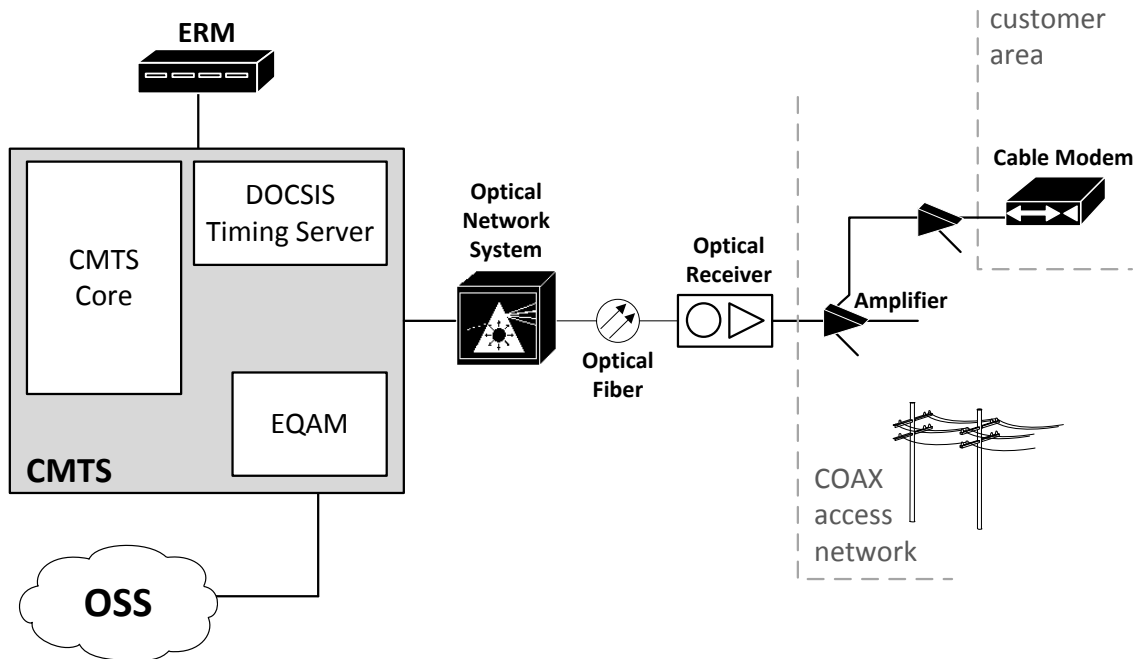 ERM
customer
area
CMTS
Core
DOCSIS
Timing Server
EQAM
CMTS
OSS
Optical
Network
System
Optical
Fiber
Optical
Receiver
Amplifier
Cable Modem
COAX
access
network